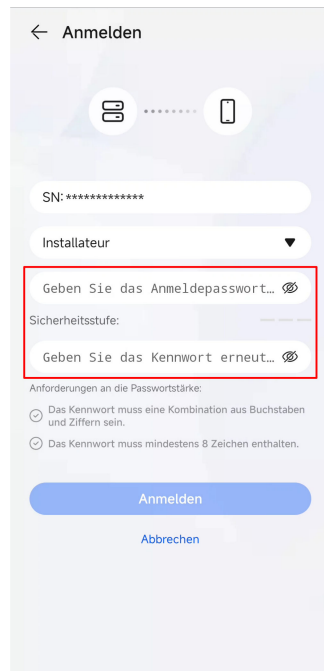 Anmelden
SN:*************
Installateur
Geben Sie das Anmeldepasswort…
Sicherheitsstufe:
Geben Sie das Kennwort erneut…
Anforderungen an die Passwortstärke:
Das Kennwort muss eine Kombination aus Buchstaben
und Ziffern sein.
Das Kennwort muss mindestens 8 Zeichen enthalten.
Anmelden
Abbrechen